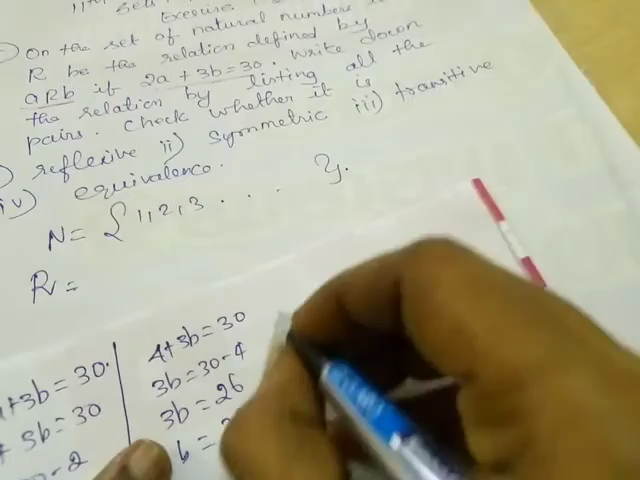 11th
Exercise
On the set of natural numbers
R be the relation defined by
aRb if 2a + 3b = 30. Write down
the relation by listing all the
pairs. Check whether it is
reflexive ii) Symmetric iii) transitive
iv) equivalence.
N = { 1, 2, 3 . . . . }.
R =
+3b = 30.
+ 3b = 30
- 2
4+3b = 30
3b = 30-4
3b = 26
b =